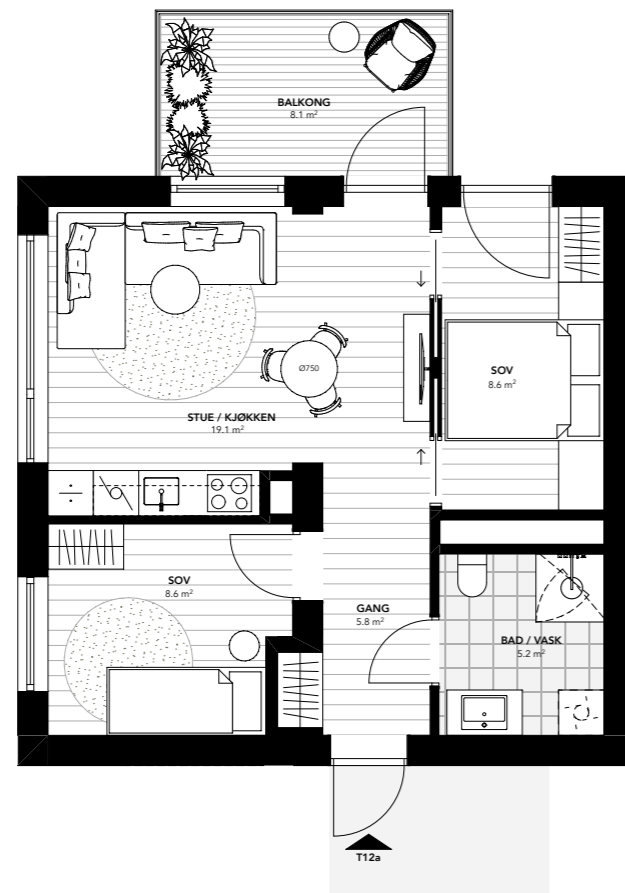 BALKONG
8.1 m²
SOV
8.6 m²
Ø750
STUE / KJØKKEN
19.1 m²
SOV
8.6 m²
GANG
5.8 m²
BAD / VASK
5.2 m²
T12a